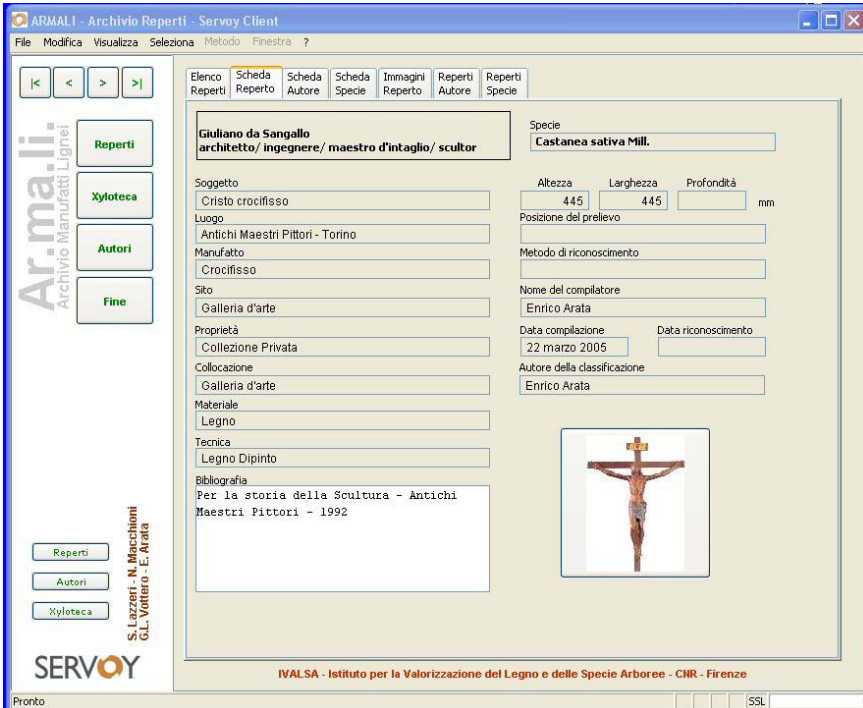 ARMALI - Archivio Reperti - Servoy Client
File Modifica Visualizza Seleziona Metodo Finestra ?
|< < > >|
Elenco Reperti
Scheda Reperto
Scheda Autore
Scheda Specie
Immagini Reperto
Reperti Autore
Reperti Specie
Ar.ma.li.
Archivio Manufatti Lignei
Reperti
Xyloteca
Autori
Fine
Giuliano da Sangallo
architetto/ ingegnere/ maestro d'intaglio/ scultor
Specie
Castanea sativa Mill.
Soggetto
Cristo crocifisso
Altezza Larghezza Profondità
445 445 mm
Luogo
Antichi Maestri Pittori - Torino
Posizione del prelievo
Manufatto
Crocifisso
Metodo di riconoscimento
Sito
Galleria d'arte
Nome del compilatore
Enrico Arata
Proprietà
Collezione Privata
Data compilazione Data riconoscimento
22 marzo 2005
Collocazione
Galleria d'arte
Autore della classificazione
Enrico Arata
Materiale
Legno
Tecnica
Legno Dipinto
Bibliografia
Per la storia della Scultura - Antichi
Maestri Pittori - 1992
Reperti
Autori
Xyloteca
S. Lazzeri - N. Macchioni
G.L. Vottero - E. Arata
SERVOY
IVALSA - Istituto per la Valorizzazione del Legno e delle Specie Arboree - CNR - Firenze
Pronto
SSL